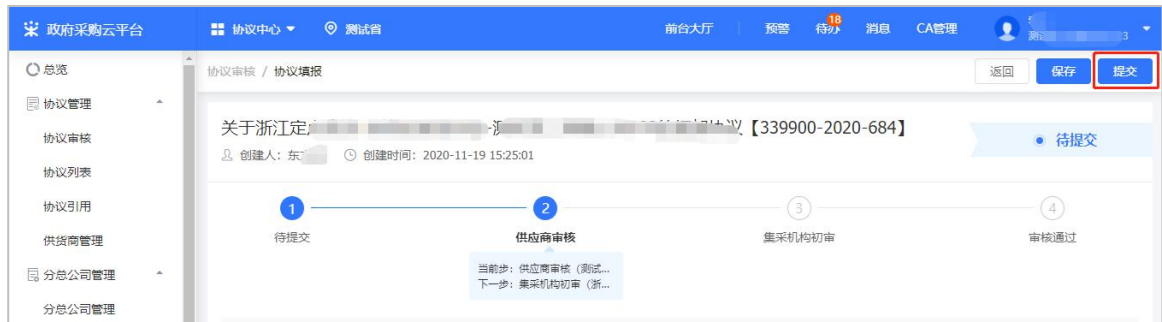 政府采购云平台 协议中心 测试省 前台大厅 预警 待办 18 消息 CA管理 3
总览
协议审核 / 协议填报 返回 保存 提交
协议管理
协议审核
协议列表
协议引用
供货商管理
分总公司管理
分总公司管理
关于浙江定 协议【339900-2020-684】
创建人：东 创建时间：2020-11-19 15:25:01
待提交
1 2 3 4
待提交 供应商审核 集采机构初审 审核通过
当前步：供应商审核（测试...
下一步：集采机构初审（浙...